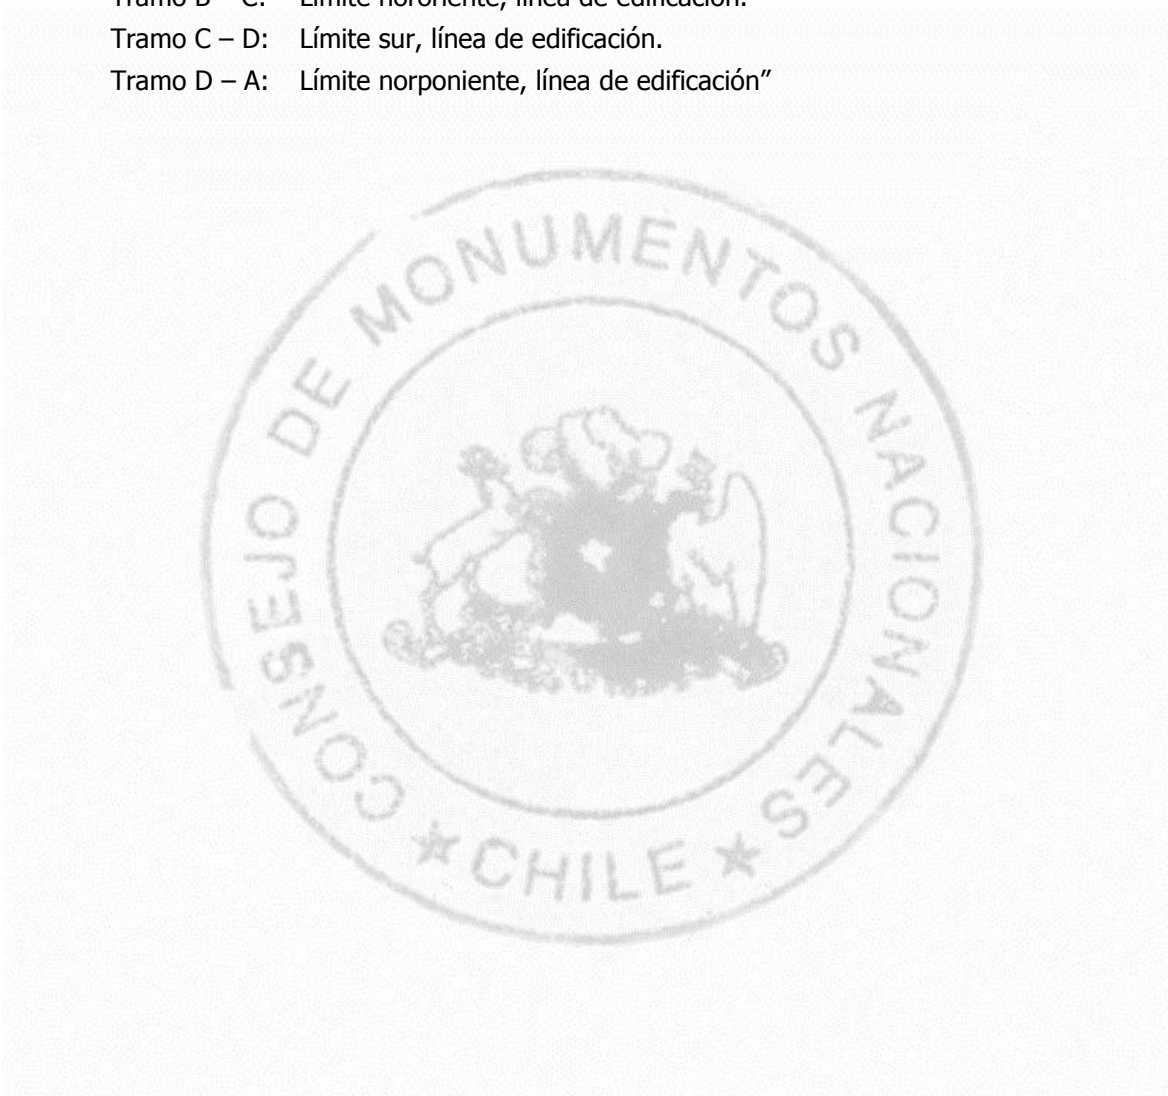 Tramo B – C: Límite nororiente, línea de edificación.
Tramo C – D: Límite sur, línea de edificación.
Tramo D – A: Límite norponiente, línea de edificación”
CONSEJO DE MONUMENTOS NACIONALES
★ CHILE ★